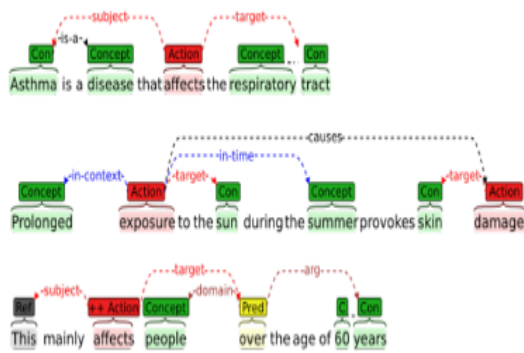 subject target
is-a
Con Concept Action Concept Con
Asthma is a disease that affects the respiratory tract
causes
in-time
in-context target target
Concept Action Con Concept Con Action
Prolonged exposure to the sun during the summer provokes skin damage
target arg
subject domain
Ref ++ Action Concept Pred C Con
This mainly affects people over the age of 60 years